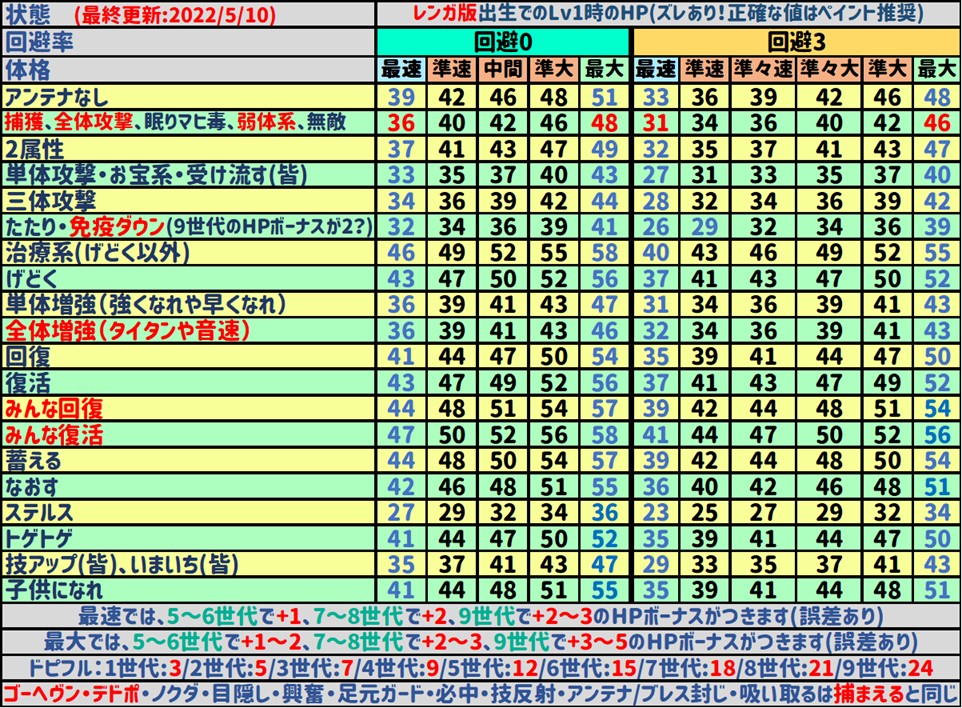 状態 (最終更新:2022/5/10) レンガ版出生でのLv1時のHP(ズレあり!正確な値はペイント推奨)
回避率 回避0 回避3
体格 最速 準速 中間 準大 最大 最速 準速 準々速 準々大 準大 最大
アンテナなし 39 42 46 48 51 33 36 39 42 46 48
捕獲、全体攻撃、眠りマヒ毒、弱体系、無敵 36 40 42 46 48 31 34 36 40 42 46
2属性 37 41 43 47 49 32 35 37 41 43 47
単体攻撃・お宝系・受け流す(皆) 33 35 37 40 43 27 31 33 35 37 40
三体攻撃 34 36 39 42 44 28 32 34 36 39 42
たたり・免疫ダウン(9世代のHPボーナスが2?) 32 34 36 39 41 26 29 32 34 36 39
治療系(げどく以外) 46 49 52 55 58 40 43 46 49 52 55
げどく 43 47 50 52 56 37 41 43 47 50 52
単体増強(強くなれや早くなれ) 36 39 41 43 47 31 34 36 39 41 43
全体増強(タイタンや音速) 36 39 41 43 46 32 34 36 39 41 43
回復 41 44 47 50 54 35 39 41 44 47 50
復活 43 47 49 52 56 37 41 43 47 49 52
みんな回復 44 48 51 54 57 39 42 44 48 51 54
みんな復活 47 50 52 56 58 41 44 47 50 52 56
蓄える 44 48 50 54 57 39 42 44 48 50 54
なおす 42 46 48 51 55 36 40 42 46 48 51
ステルス 27 29 32 34 36 23 25 27 29 32 34
トゲトゲ 41 44 47 50 52 35 39 41 44 47 50
技アップ(皆)、いまいち(皆) 35 37 41 43 47 29 33 35 37 41 43
子供になれ 41 44 48 51 55 35 39 41 44 48 51
最速では、5〜6世代で+1、7〜8世代で+2、9世代で+2〜3のHPボーナスがつきます(誤差あり)
最大では、5〜6世代で+1〜2、7〜8世代で+2〜3、9世代で+3〜5のHPボーナスがつきます(誤差あり)
ドピフル:1世代:3/2世代:5/3世代:7/4世代:9/5世代:12/6世代:15/7世代:18/8世代:21/9世代:24
ゴーヘヴン・デドポ・ノクダ・目隠し・興奮・足元ガード・必中・技反射・アンテナ/ブレス封じ・吸い取るは捕まえると同じ